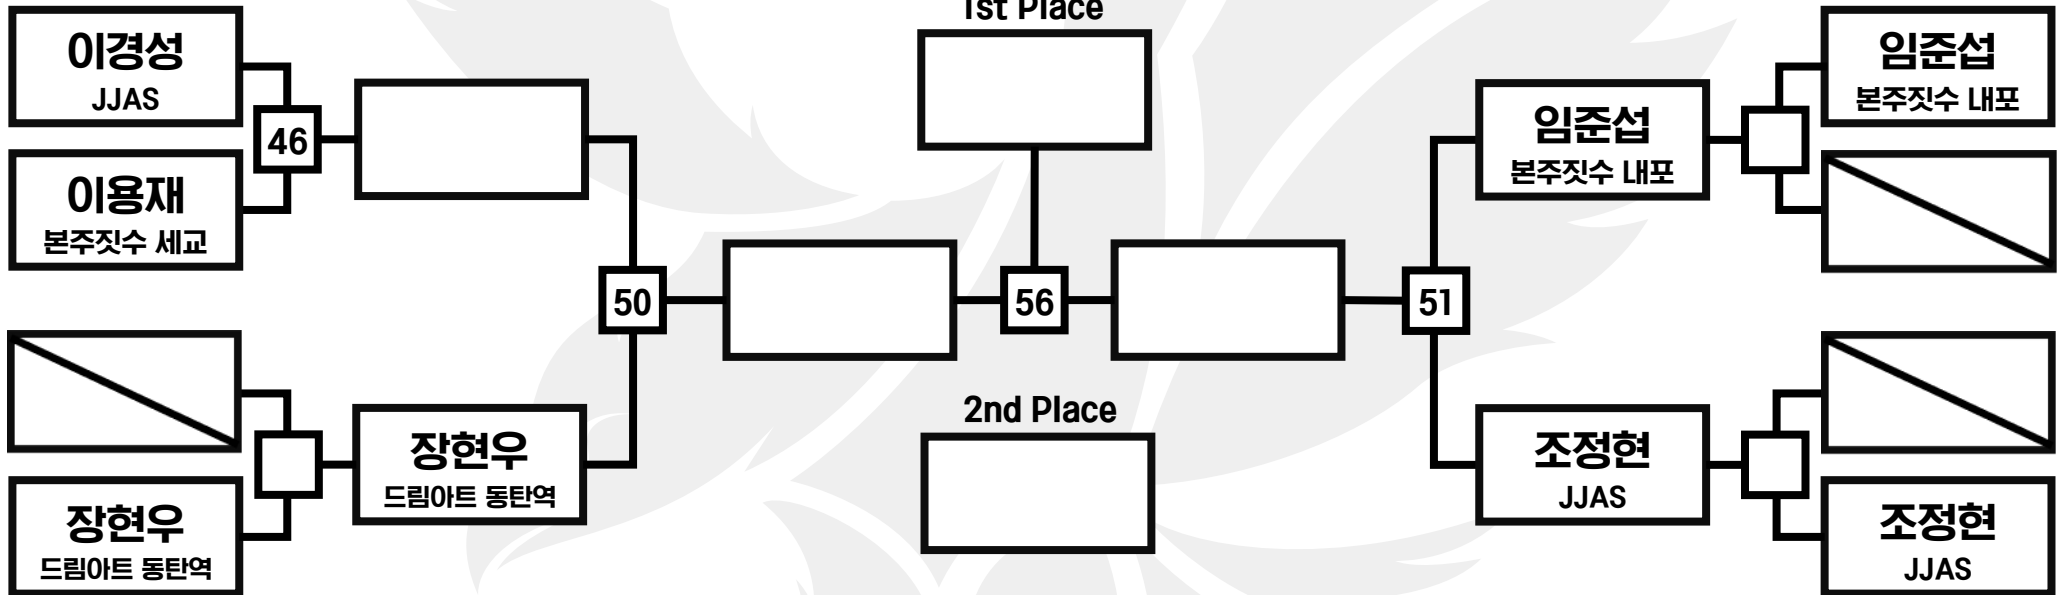 1st Place
이경성
JJAS
46
이용재
본주짓수 세교
50
장현우
드림아트 동탄역
장현우
드림아트 동탄역
56
2nd Place
51
임준섭
본주짓수 내포
임준섭
본주짓수 내포
조정현
JJAS
조정현
JJAS